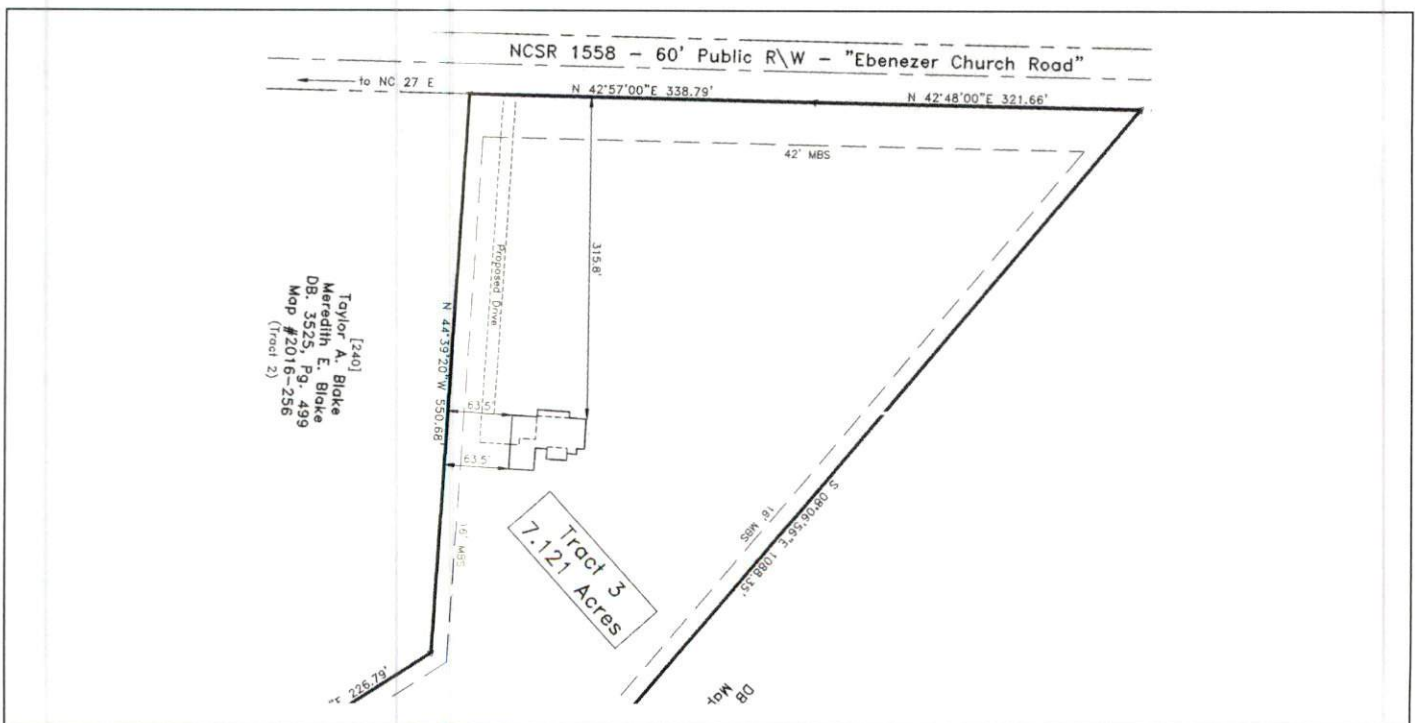 NCSR 1558 - 60' Public R\W - "Ebenezer Church Road"
to NC 27 E
N 42°57'00"E 338.79'
N 42°48'00"E 321.66'
42' MBS
315.8'
Proposed Drive
[240]
Taylor A. Blake
Meredith E. Blake
DB. 3525, Pg. 499
Map #2016-256
(Tract 2)
N 44°39'20"W 550.68'
63.5'
63.5'
16' MBS
Tract 3
7.121 Acres
16' MBS
S 08°06'56"E 1088.35'
"E 226.79'
DB
Map